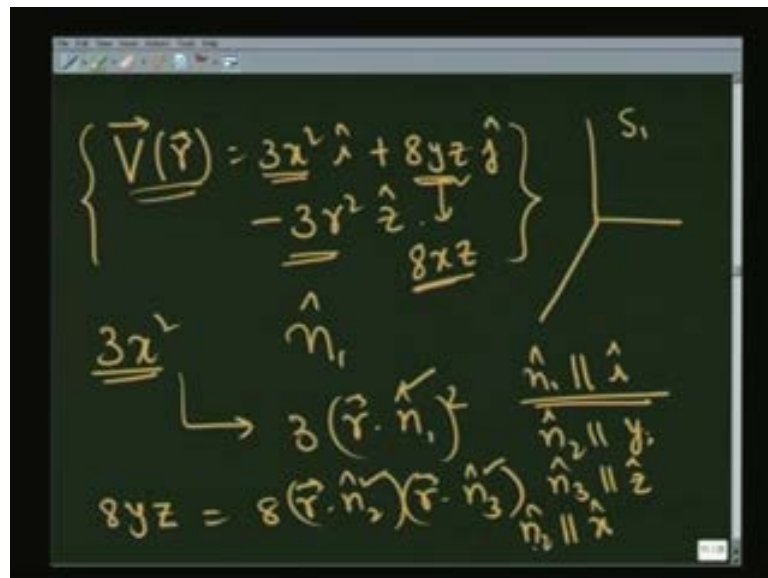 { V⃗(r⃗) = 3x² î + 8yz ĵ
- 3r² ẑ . ↓ }
8xz
S₁
3x²
n̂₁
→ 3(r⃗ · n̂₁)²
n̂₁ || î
n̂₂ || ŷ
8yz = 8(r⃗ · n̂₂)(r⃗ · n̂₃)
n̂₃ || ẑ
n̂₂ || x̂